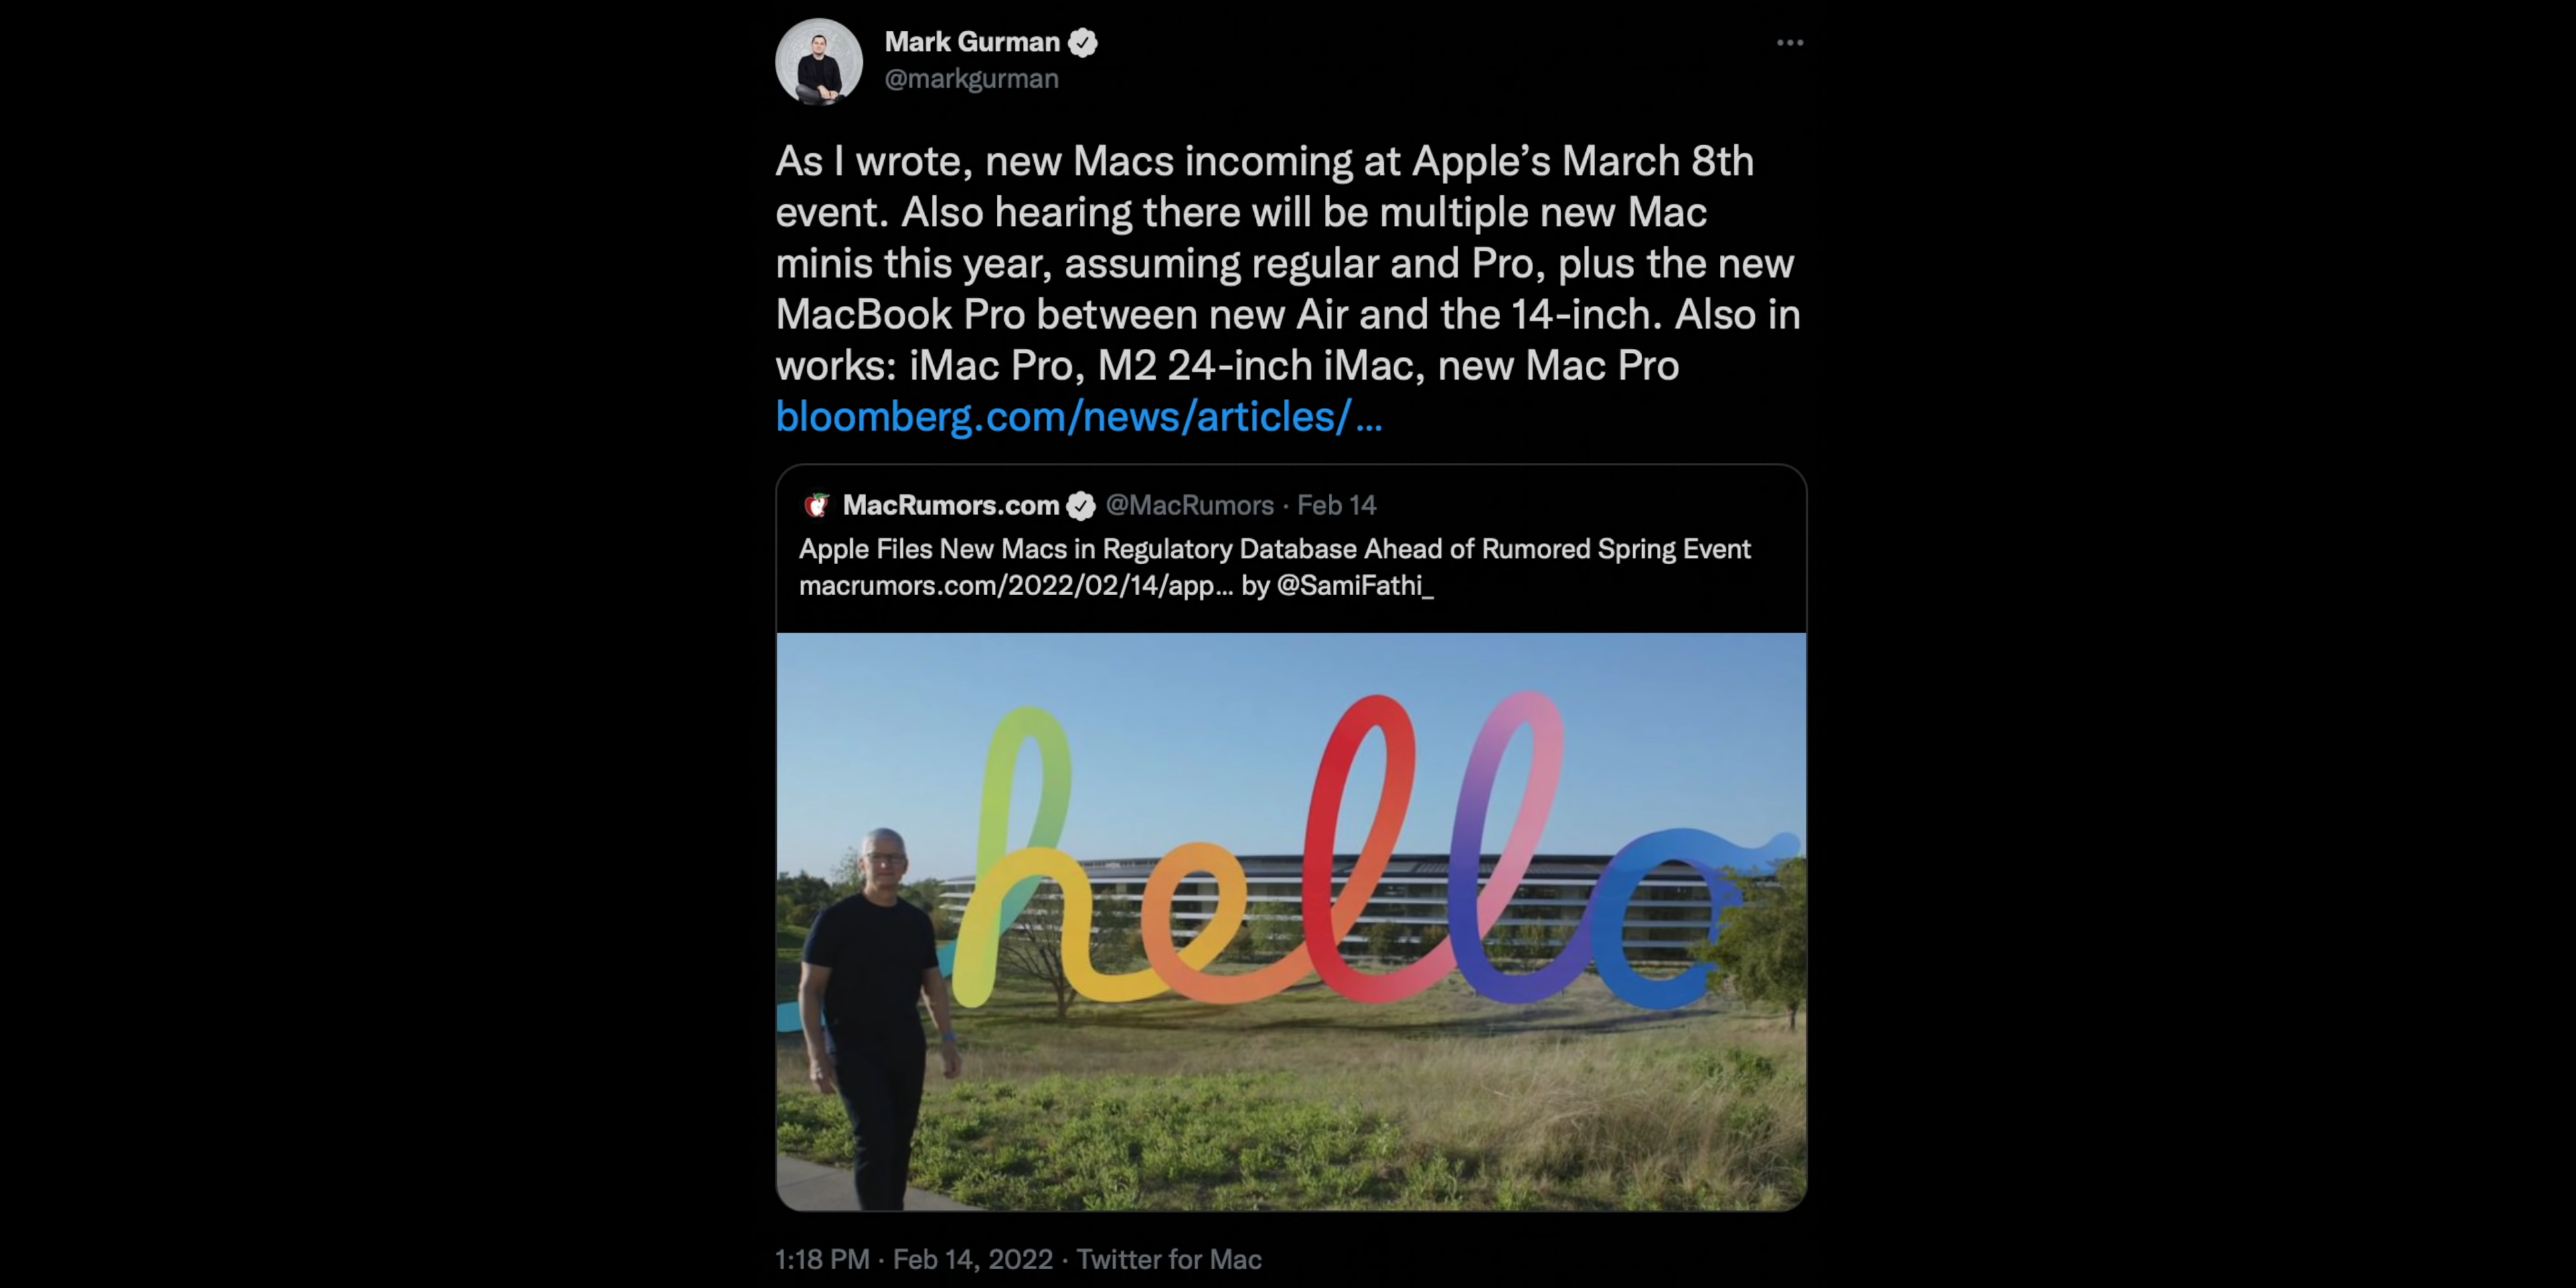 Mark Gurman
@markgurman
As I wrote, new Macs incoming at Apple’s March 8th
event. Also hearing there will be multiple new Mac
minis this year, assuming regular and Pro, plus the new
MacBook Pro between new Air and the 14-inch. Also in
works: iMac Pro, M2 24-inch iMac, new Mac Pro
bloomberg.com/news/articles/…
MacRumors.com @MacRumors · Feb 14
Apple Files New Macs in Regulatory Database Ahead of Rumored Spring Event
macrumors.com/2022/02/14/app… by @SamiFathi_
hello
1:18 PM · Feb 14, 2022 · Twitter for Mac